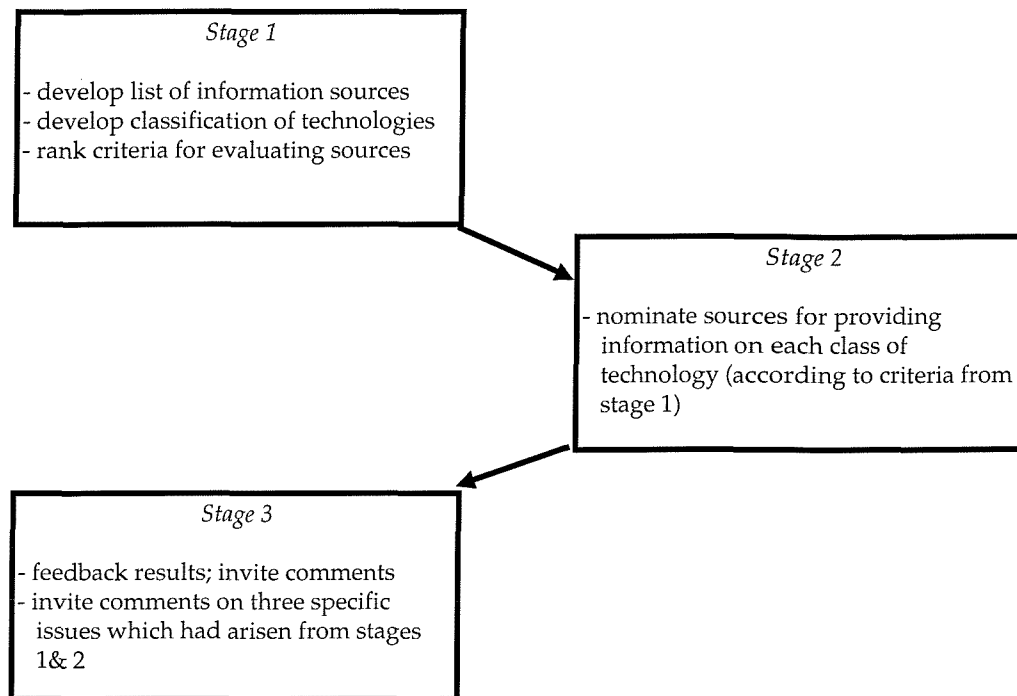 Stage 1
- develop list of information sources
- develop classification of technologies
- rank criteria for evaluating sources
Stage 2
- nominate sources for providing
information on each class of
technology (according to criteria from
stage 1)
Stage 3
- feedback results; invite comments
- invite comments on three specific
issues which had arisen from stages
1& 2